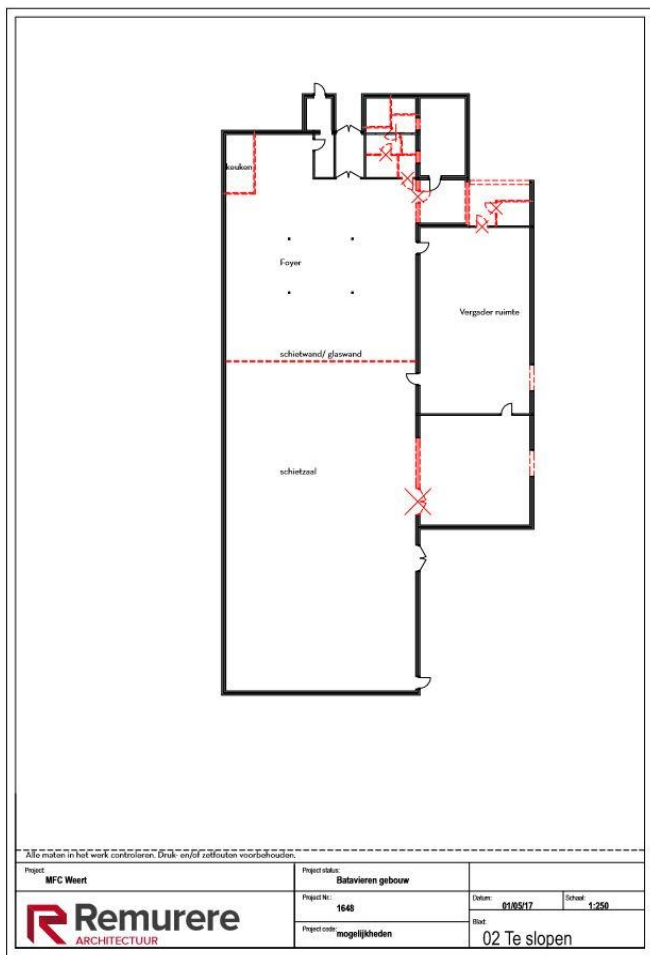 keuken
Foyer
Vergader ruimte
schietwand/ glaswand
schietzaal
Alle maten in het werk controleren. Druk- en/of zetfouten voorbehouden.
Project:
MFC Weert
Project status:
Batavieren gebouw
Project Nr.:
1648
Datum:
01/05/17
Schaal:
1:250
Project code:
mogelijkheden
Blad:
02 Te slopen
Remurere
ARCHITECTUUR